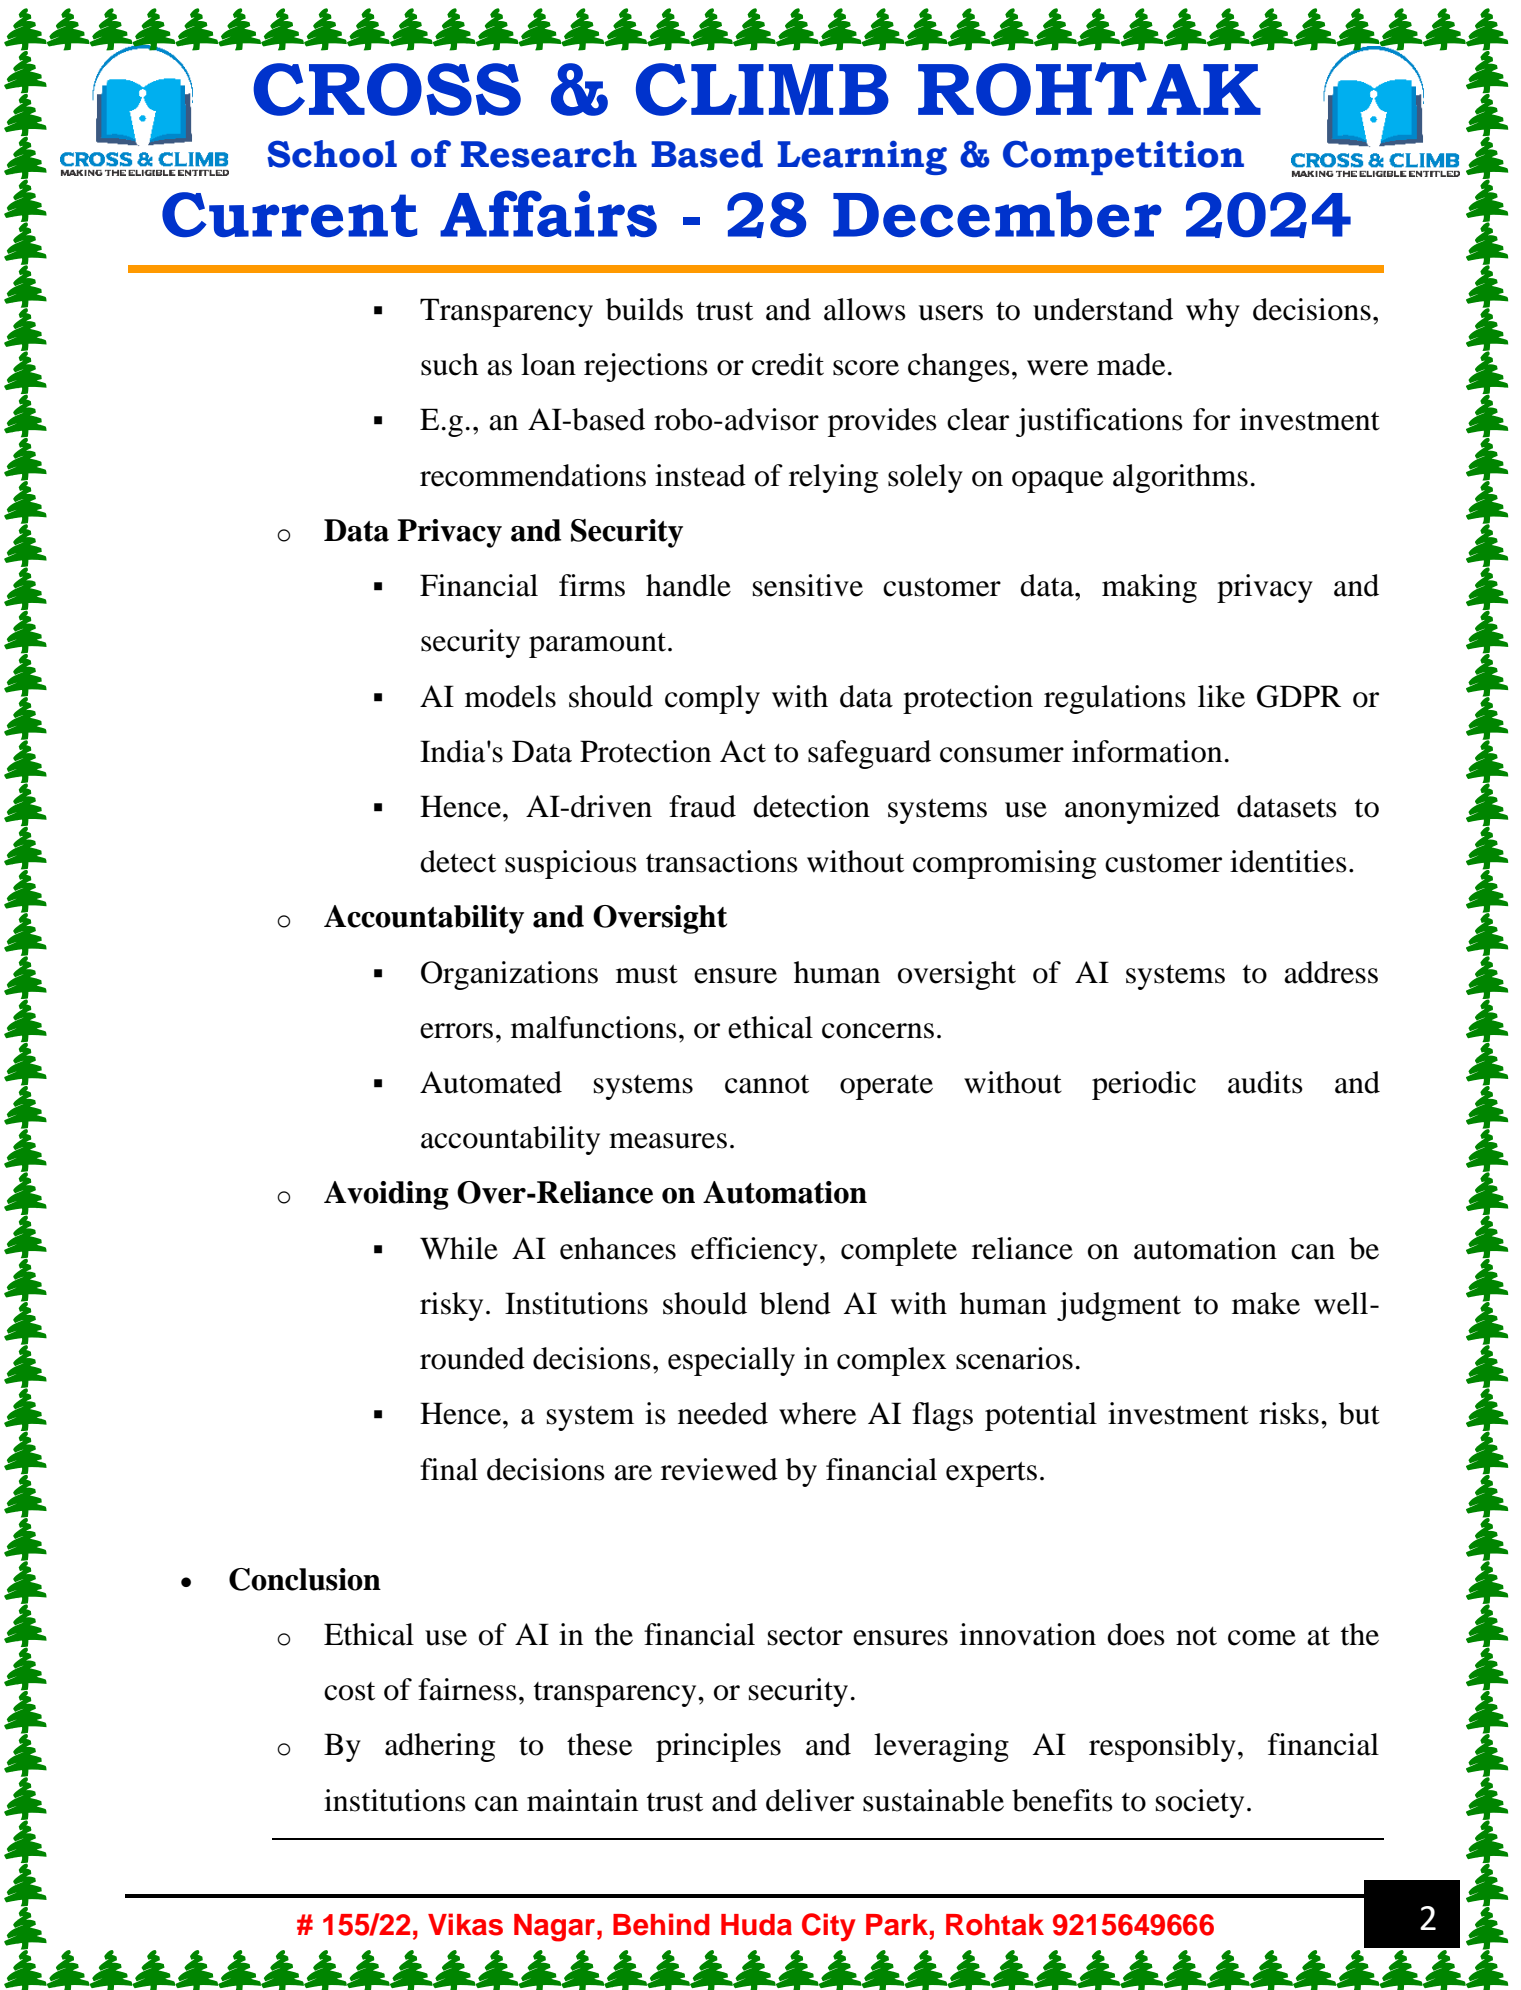 CROSS & CLIMB ROHTAK
School of Research Based Learning & Competition
CROSS & CLIMB
MAKING THE ELIGIBLE ENTITLED
CROSS & CLIMB
MAKING THE ELIGIBLE ENTITLED
Current Affairs - 28 December 2024
▪ Transparency builds trust and allows users to understand why decisions,
such as loan rejections or credit score changes, were made.
▪ E.g., an AI-based robo-advisor provides clear justifications for investment
recommendations instead of relying solely on opaque algorithms.
o Data Privacy and Security
▪ Financial firms handle sensitive customer data, making privacy and
security paramount.
▪ AI models should comply with data protection regulations like GDPR or
India's Data Protection Act to safeguard consumer information.
▪ Hence, AI-driven fraud detection systems use anonymized datasets to
detect suspicious transactions without compromising customer identities.
o Accountability and Oversight
▪ Organizations must ensure human oversight of AI systems to address
errors, malfunctions, or ethical concerns.
▪ Automated systems cannot operate without periodic audits and
accountability measures.
o Avoiding Over-Reliance on Automation
▪ While AI enhances efficiency, complete reliance on automation can be
risky. Institutions should blend AI with human judgment to make well-
rounded decisions, especially in complex scenarios.
▪ Hence, a system is needed where AI flags potential investment risks, but
final decisions are reviewed by financial experts.
• Conclusion
o Ethical use of AI in the financial sector ensures innovation does not come at the
cost of fairness, transparency, or security.
o By adhering to these principles and leveraging AI responsibly, financial
institutions can maintain trust and deliver sustainable benefits to society.
# 155/22, Vikas Nagar, Behind Huda City Park, Rohtak 9215649666
2